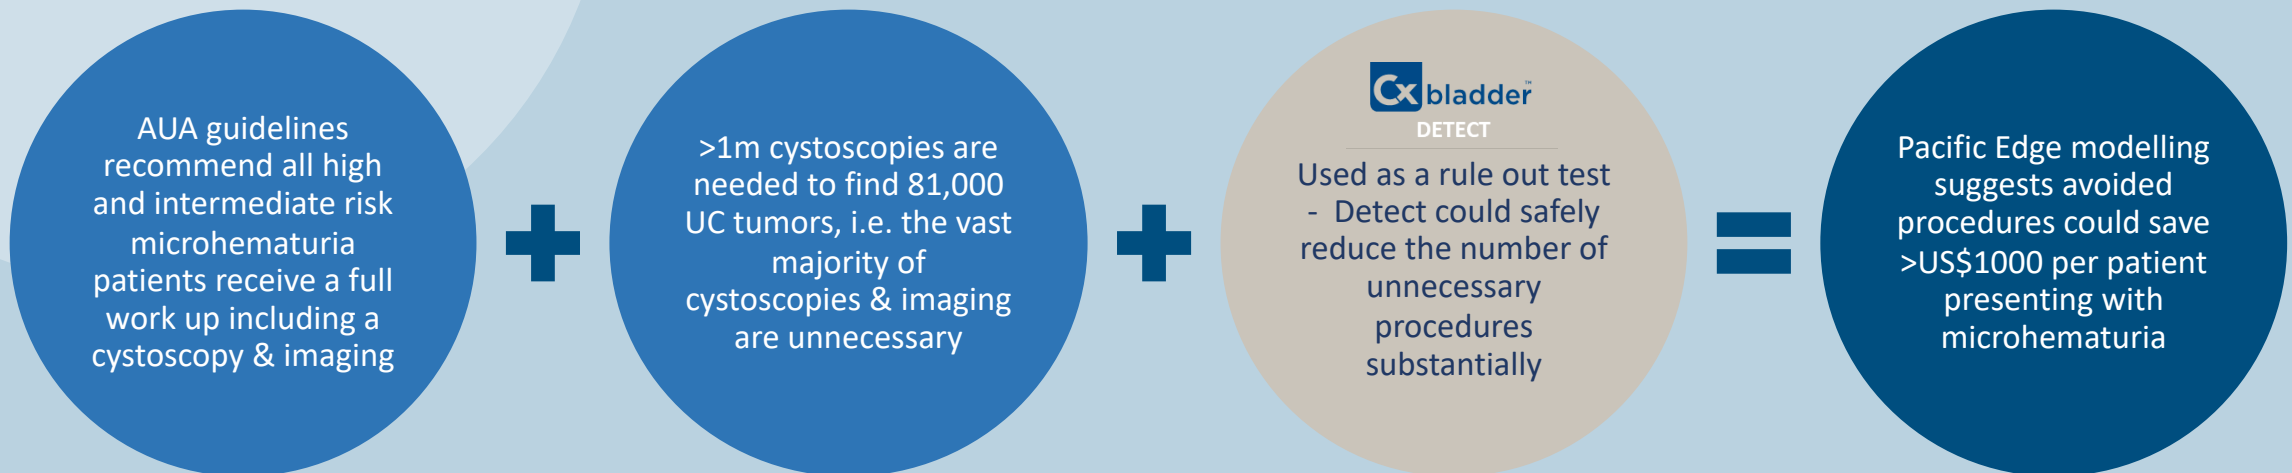 AUA guidelines
recommend all high
and intermediate risk
microhematuria
patients receive a full
work up including a
cystoscopy & imaging
>1m cystoscopies are
needed to find 81,000
UC tumors, i.e. the vast
majority of
cystoscopies & imaging
are unnecessary
Cx bladder™
DETECT
Used as a rule out test
- Detect could safely
reduce the number of
unnecessary
procedures
substantially
Pacific Edge modelling
suggests avoided
procedures could save
>US$1000 per patient
presenting with
microhematuria